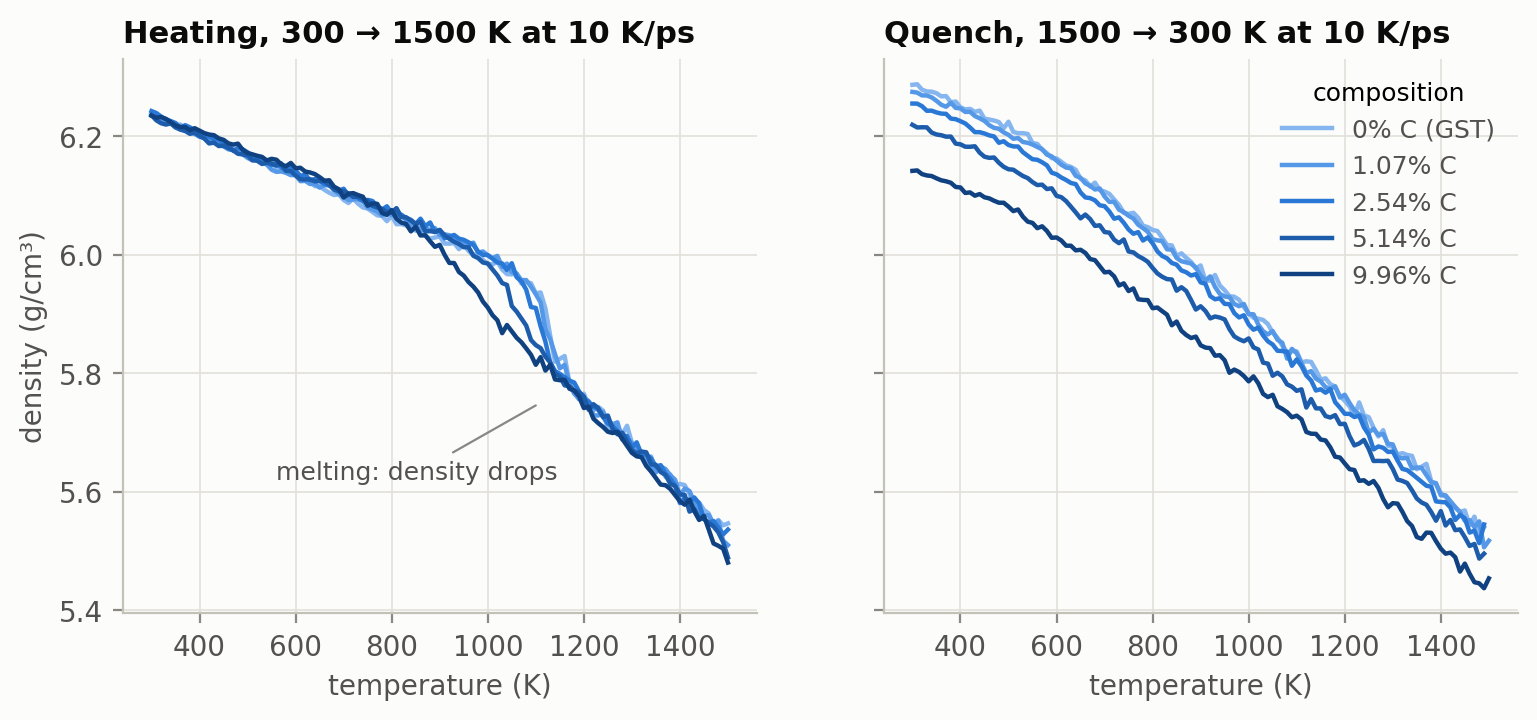 Heating, 300 → 1500 K at 10 K/ps
density (g/cm³)
6.2
6.0
5.8
5.6
5.4
melting: density drops
400 600 800 1000 1200 1400
temperature (K)
Quench, 1500 → 300 K at 10 K/ps
composition
0% C (GST)
1.07% C
2.54% C
5.14% C
9.96% C
400 600 800 1000 1200 1400
temperature (K)